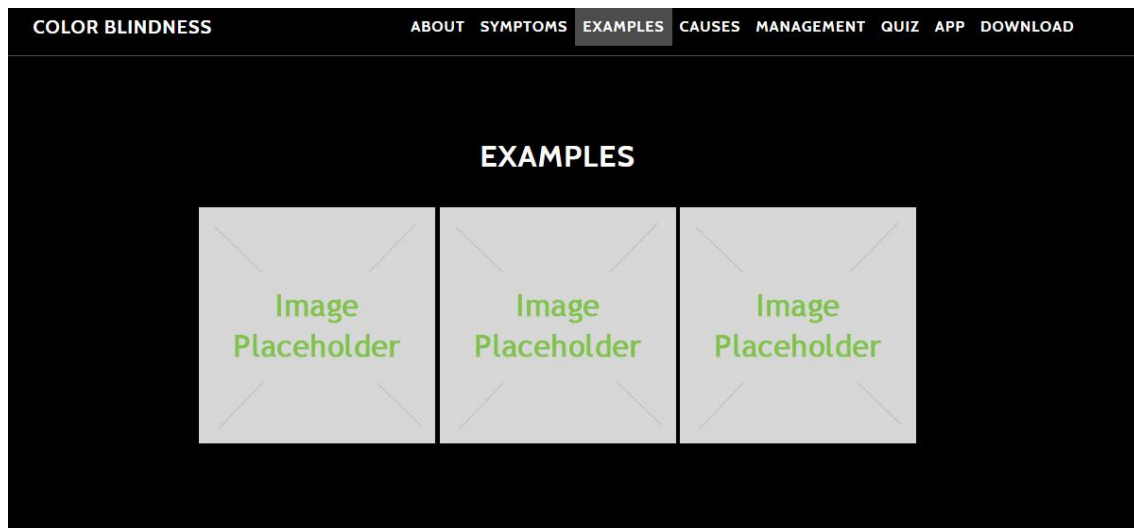 COLOR BLINDNESS
ABOUT SYMPTOMS EXAMPLES CAUSES MANAGEMENT QUIZ APP DOWNLOAD
EXAMPLES
Image
Placeholder
Image
Placeholder
Image
Placeholder